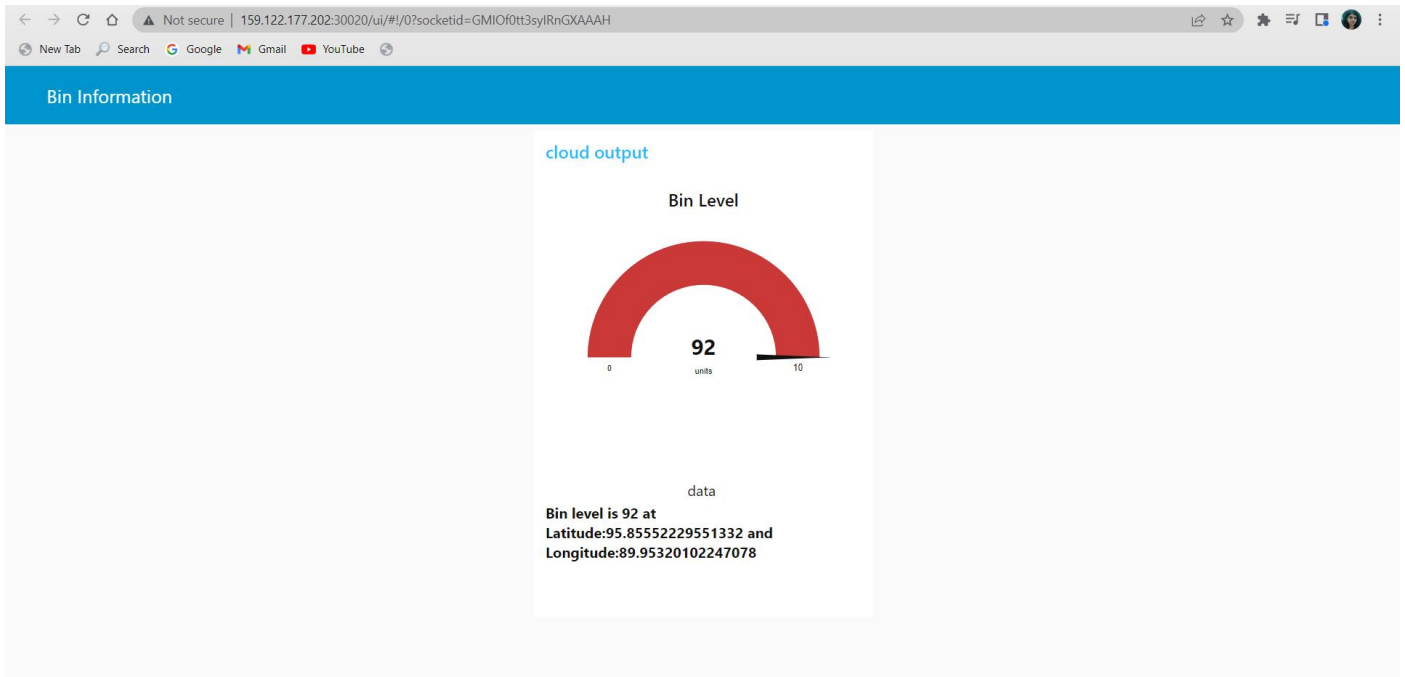 Not secure | 159.122.177.202:30020/ui/#!/0?socketid=GMIOf0tt3syIRnGXAAAH
New Tab Search Google Gmail YouTube
Bin Information
cloud output
Bin Level
92
0 units 10
data
Bin level is 92 at
Latitude:95.85552229551332 and
Longitude:89.95320102247078